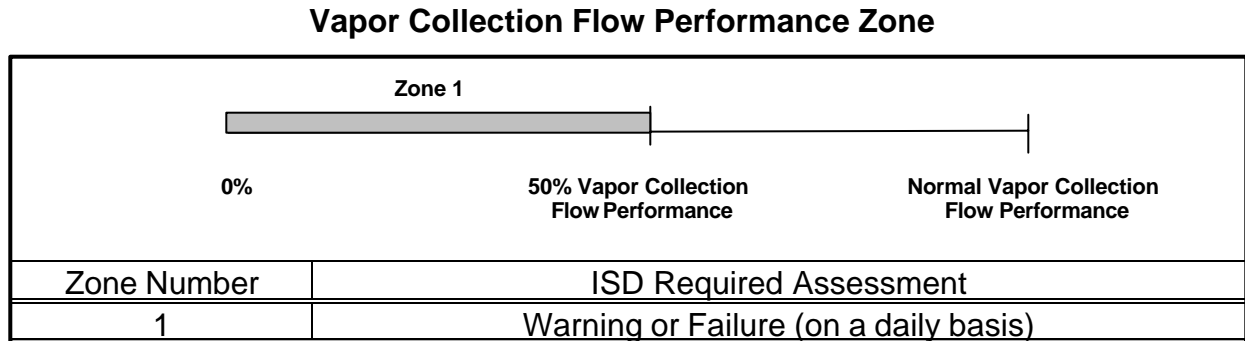 Vapor Collection Flow Performance Zone
Zone 1
0%
50% Vapor Collection
Flow Performance
Normal Vapor Collection
Flow Performance
Zone Number
ISD Required Assessment
1
Warning or Failure (on a daily basis)